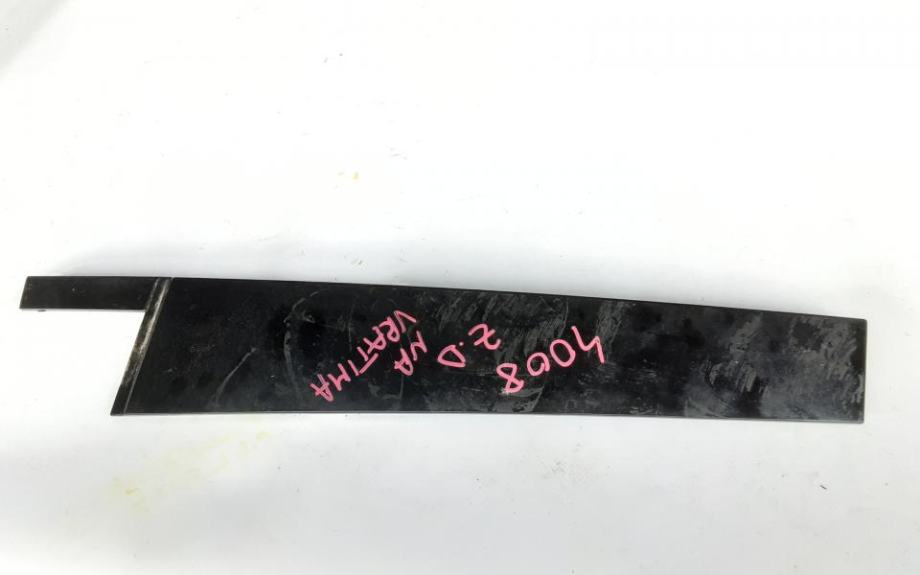 4008
Z.D
NA
VRATIMA